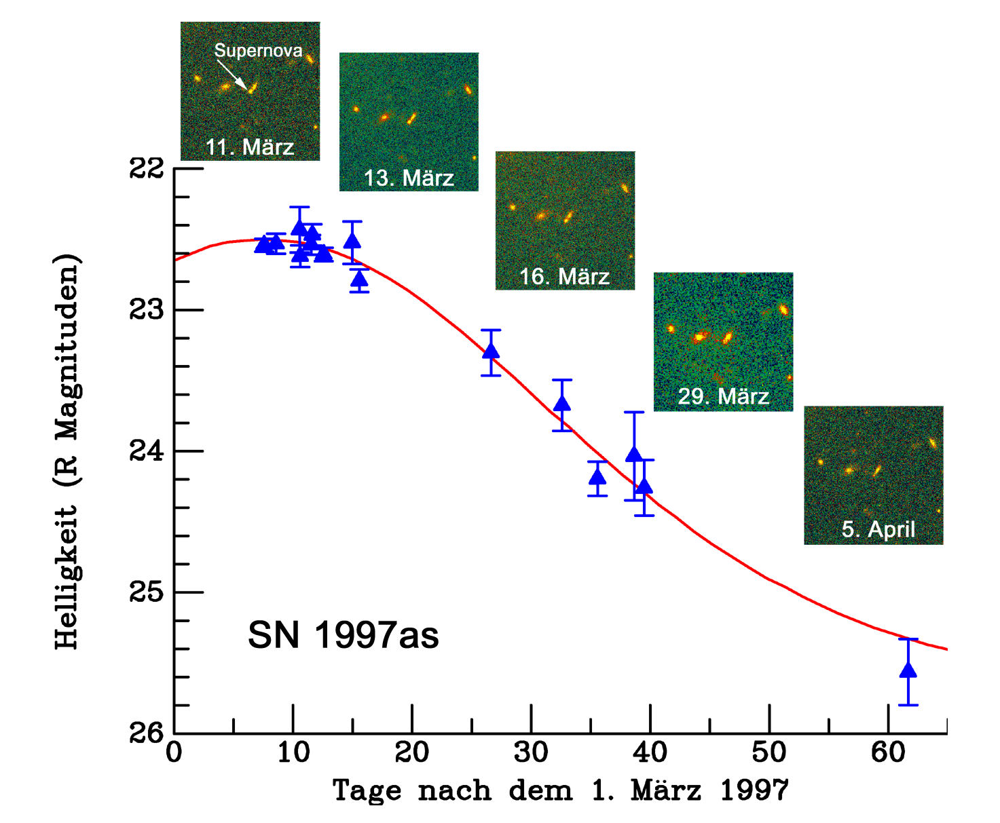 Supernova
11. März
13. März
16. März
29. März
5. April
22
23
24
25
26
Helligkeit (R Magnituden)
SN 1997as
0 10 20 30 40 50 60
Tage nach dem 1. März 1997